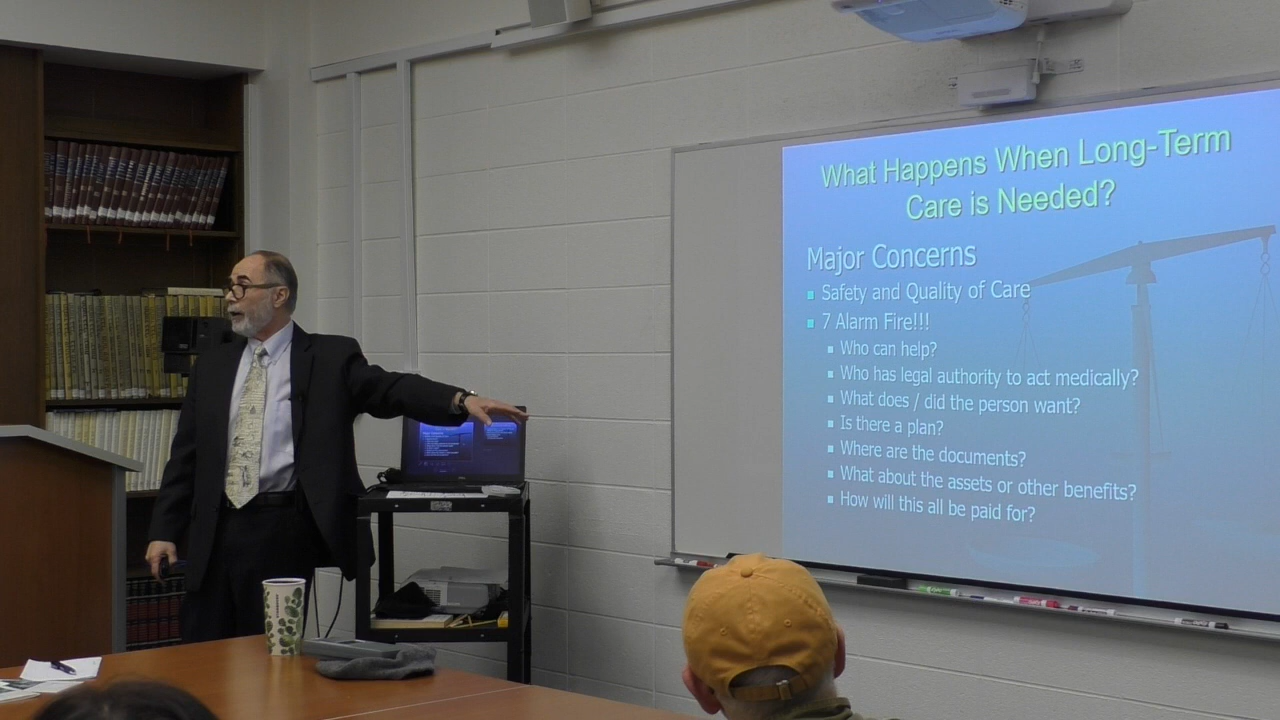 What Happens When Long-Term
Care is Needed?
Major Concerns
Safety and Quality of Care
7 Alarm Fire!!!
Who can help?
Who has legal authority to act medically?
What does / did the person want?
Is there a plan?
Where are the documents?
What about the assets or other benefits?
How will this all be paid for?